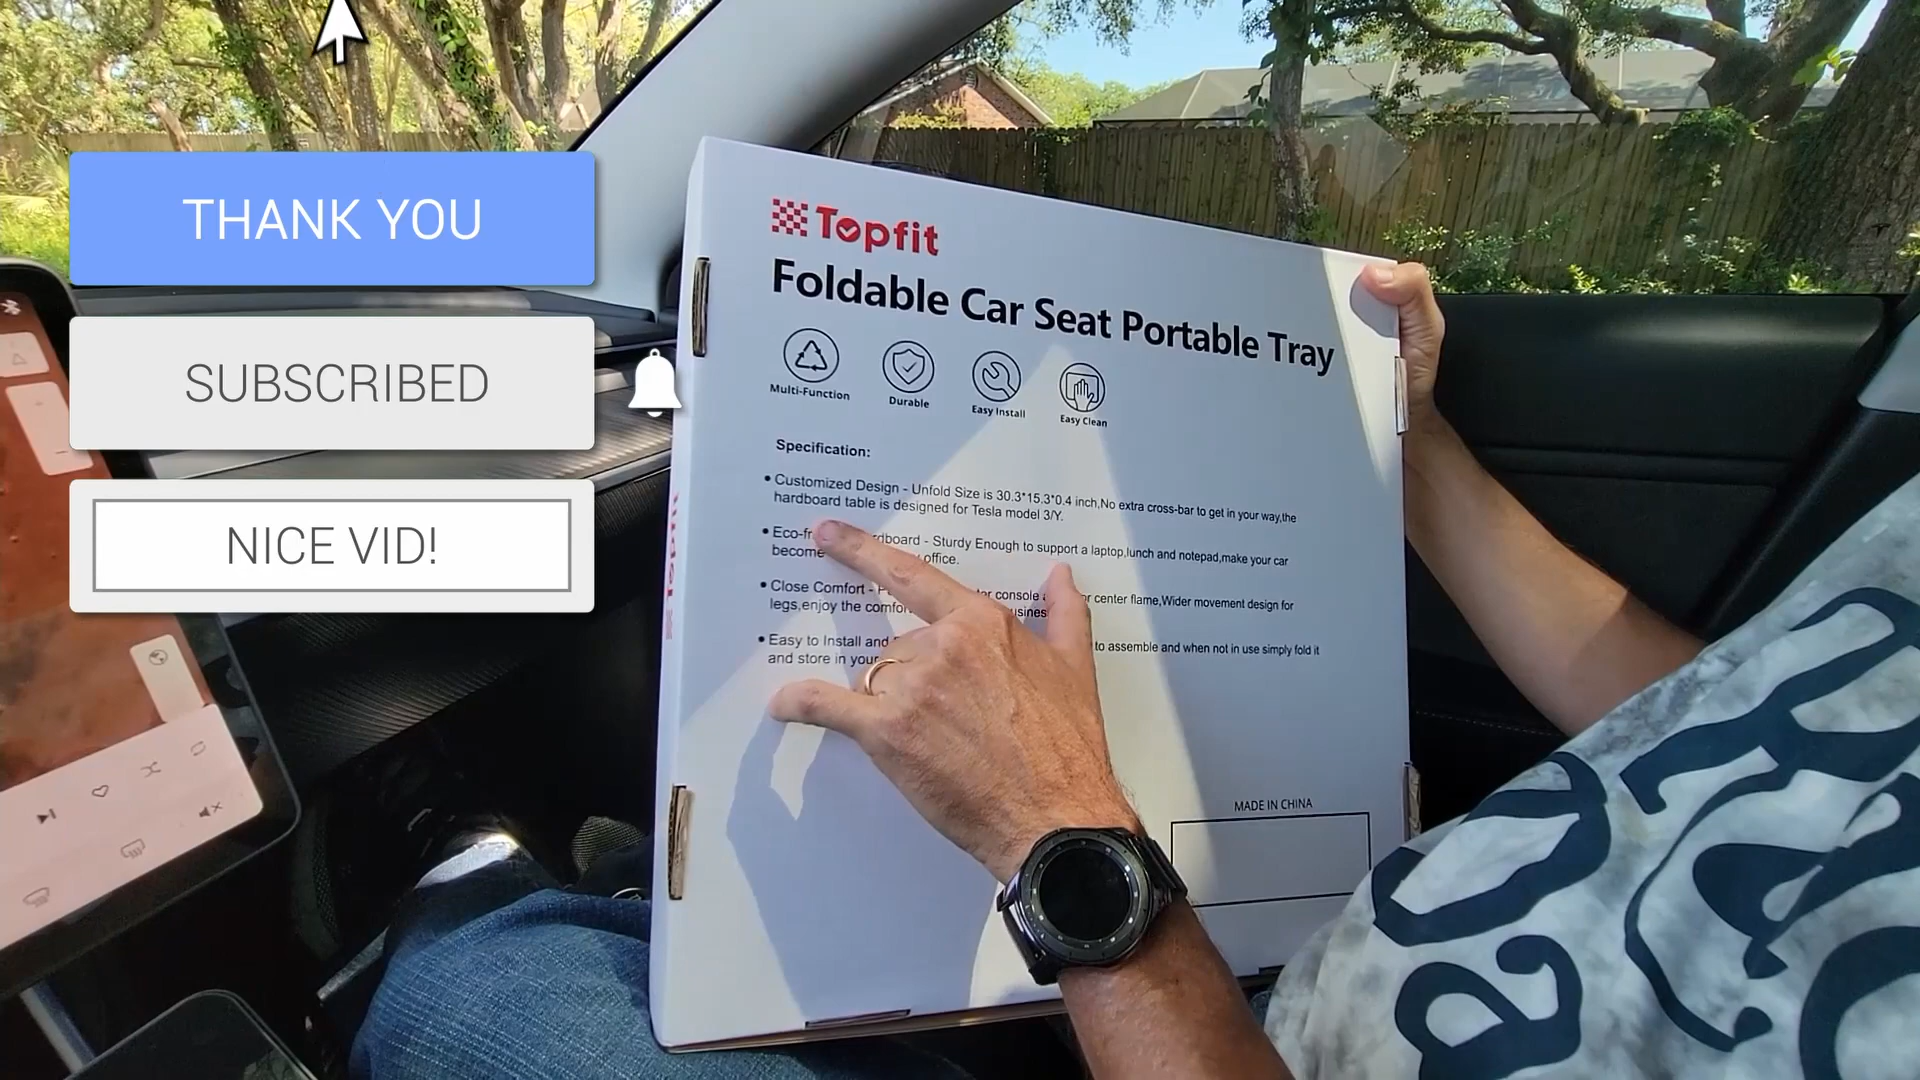 THANK YOU
SUBSCRIBED
NICE VID!
Topfit
Foldable Car Seat Portable Tray
Multi-Function
Durable
Easy Install
Easy Clean
Specification:
• Customized Design - Unfold Size is 30.3*15.3*0.4 inch,No extra cross-bar to get in your way,the
hardboard table is designed for Tesla model 3/Y.
• Sturdy Enough to support a laptop,lunch and notepad,make your car
become office.
• Close Comfort - console center flame,Wider movement design for
legs,enjoy the
• Easy to Install and to assemble and when not in use simply fold it
and store in your
MADE IN CHINA
Topfit